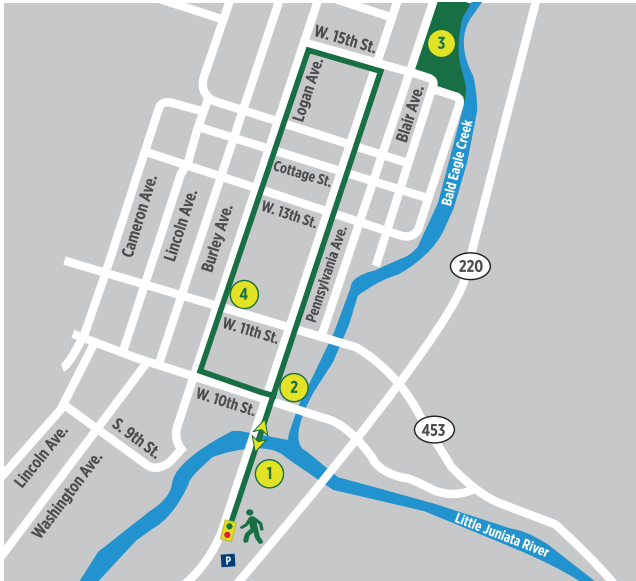 W. 15th St.
3
Logan Ave.
Blair Ave.
Bald Eagle Creek
Cottage St.
Cameron Ave.
Lincoln Ave.
Burley Ave.
W. 13th St.
Pennsylvania Ave.
220
4
W. 11th St.
2
W. 10th St.
453
S. 9th St.
Lincoln Ave.
Washington Ave.
1
Little Juniata River
P